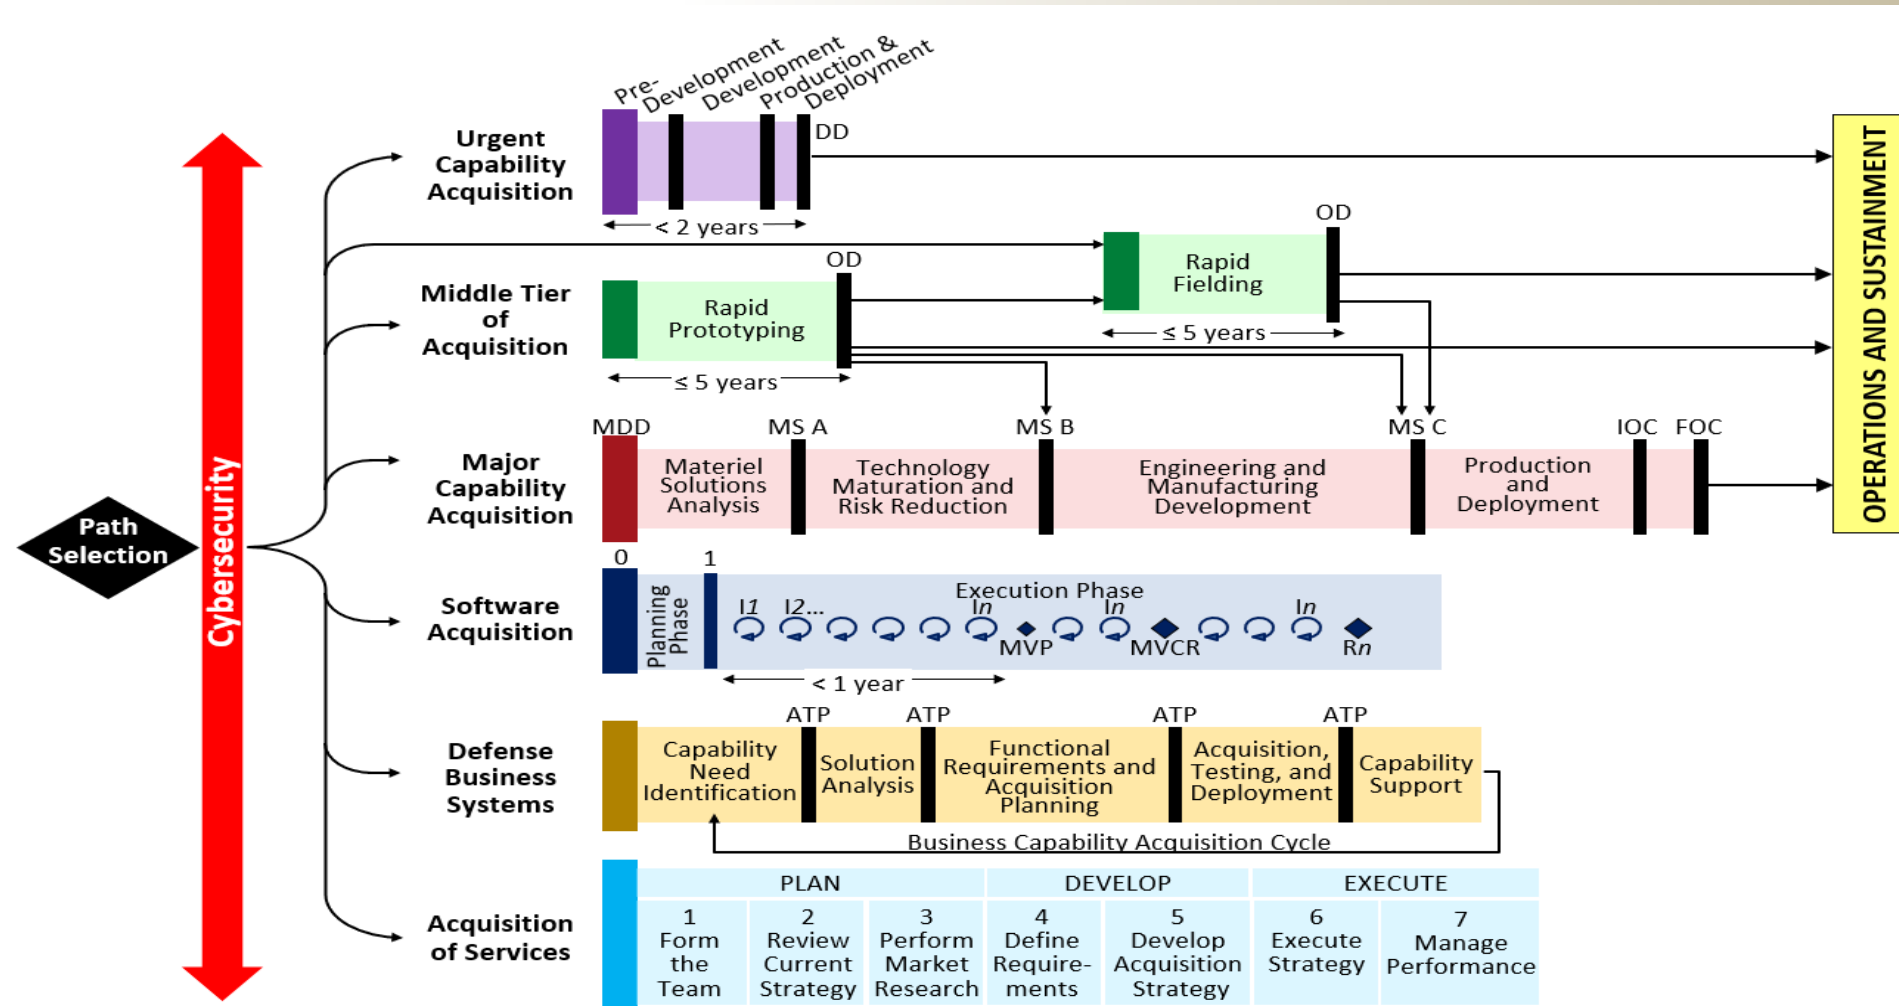 Path
Selection
Cybersecurity
Urgent
Capability
Acquisition
Pre-
Development
Development
Production &
Deployment
DD
< 2 years
Middle Tier
of
Acquisition
Rapid
Prototyping
OD
≤ 5 years
Rapid
Fielding
OD
≤ 5 years
Major
Capability
Acquisition
MDD
MS A
MS B
MS C
IOC
FOC
Materiel
Solutions
Analysis
Technology
Maturation and
Risk Reduction
Engineering and
Manufacturing
Development
Production
and
Deployment
OPERATIONS AND SUSTAINMENT
Software
Acquisition
0
1
Planning
Phase
Execution Phase
I1
I2...
In
In
In
MVP
MVCR
Rn
< 1 year
Defense
Business
Systems
ATP
ATP
ATP
ATP
Capability
Need
Identification
Solution
Analysis
Functional
Requirements and
Acquisition
Planning
Acquisition,
Testing, and
Deployment
Capability
Support
Business Capability Acquisition Cycle
Acquisition
of Services
PLAN
DEVELOP
EXECUTE
1
Form
the
Team
2
Review
Current
Strategy
3
Perform
Market
Research
4
Define
Require-
ments
5
Develop
Acquisition
Strategy
6
Execute
Strategy
7
Manage
Performance